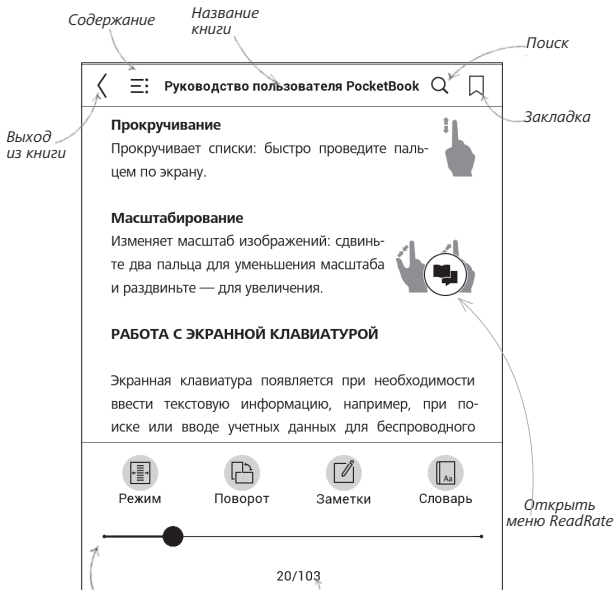 Содержание
Название
книги
Поиск
Руководство пользователя PocketBook
Закладка
Выход
из книги
Прокручивание
Прокручивает списки: быстро проведите паль-
цем по экрану.
Масштабирование
Изменяет масштаб изображений: сдвинь-
те два пальца для уменьшения масштаба
и раздвиньте — для увеличения.
РАБОТА С ЭКРАННОЙ КЛАВИАТУРОЙ
Экранная клавиатура появляется при необходимости
ввести текстовую информацию, например, при по-
иске или вводе учетных данных для беспроводного
Aa
Режим
Поворот
Заметки
Словарь
Открыть
меню ReadRate
20/103